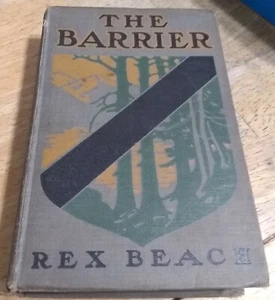 THE
BARRIER
REX BEACH